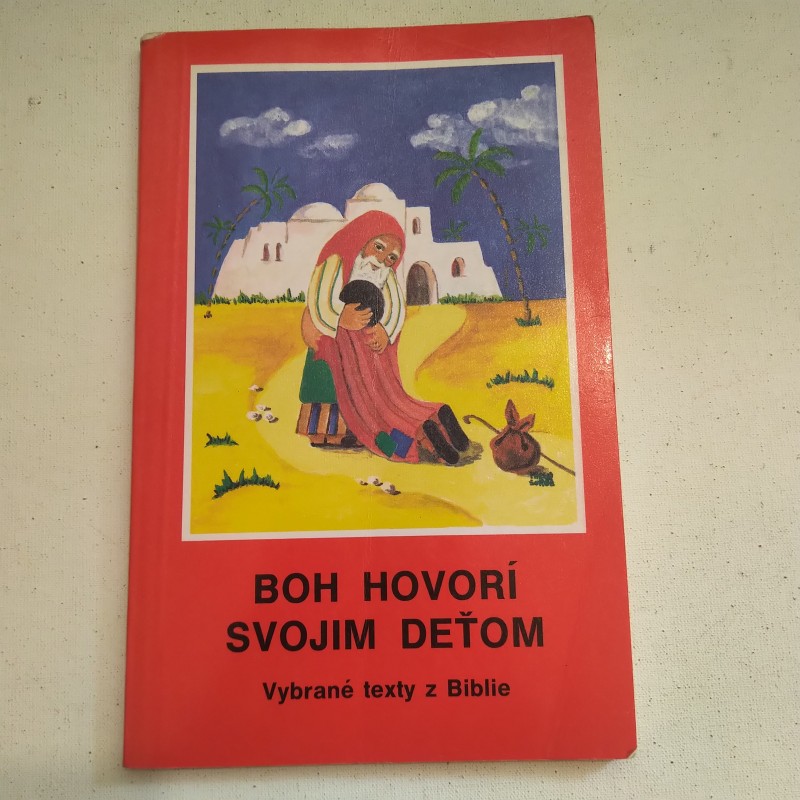 BOH HOVORÍ
SVOJIM DEŤOM
Vybrané texty z Biblie